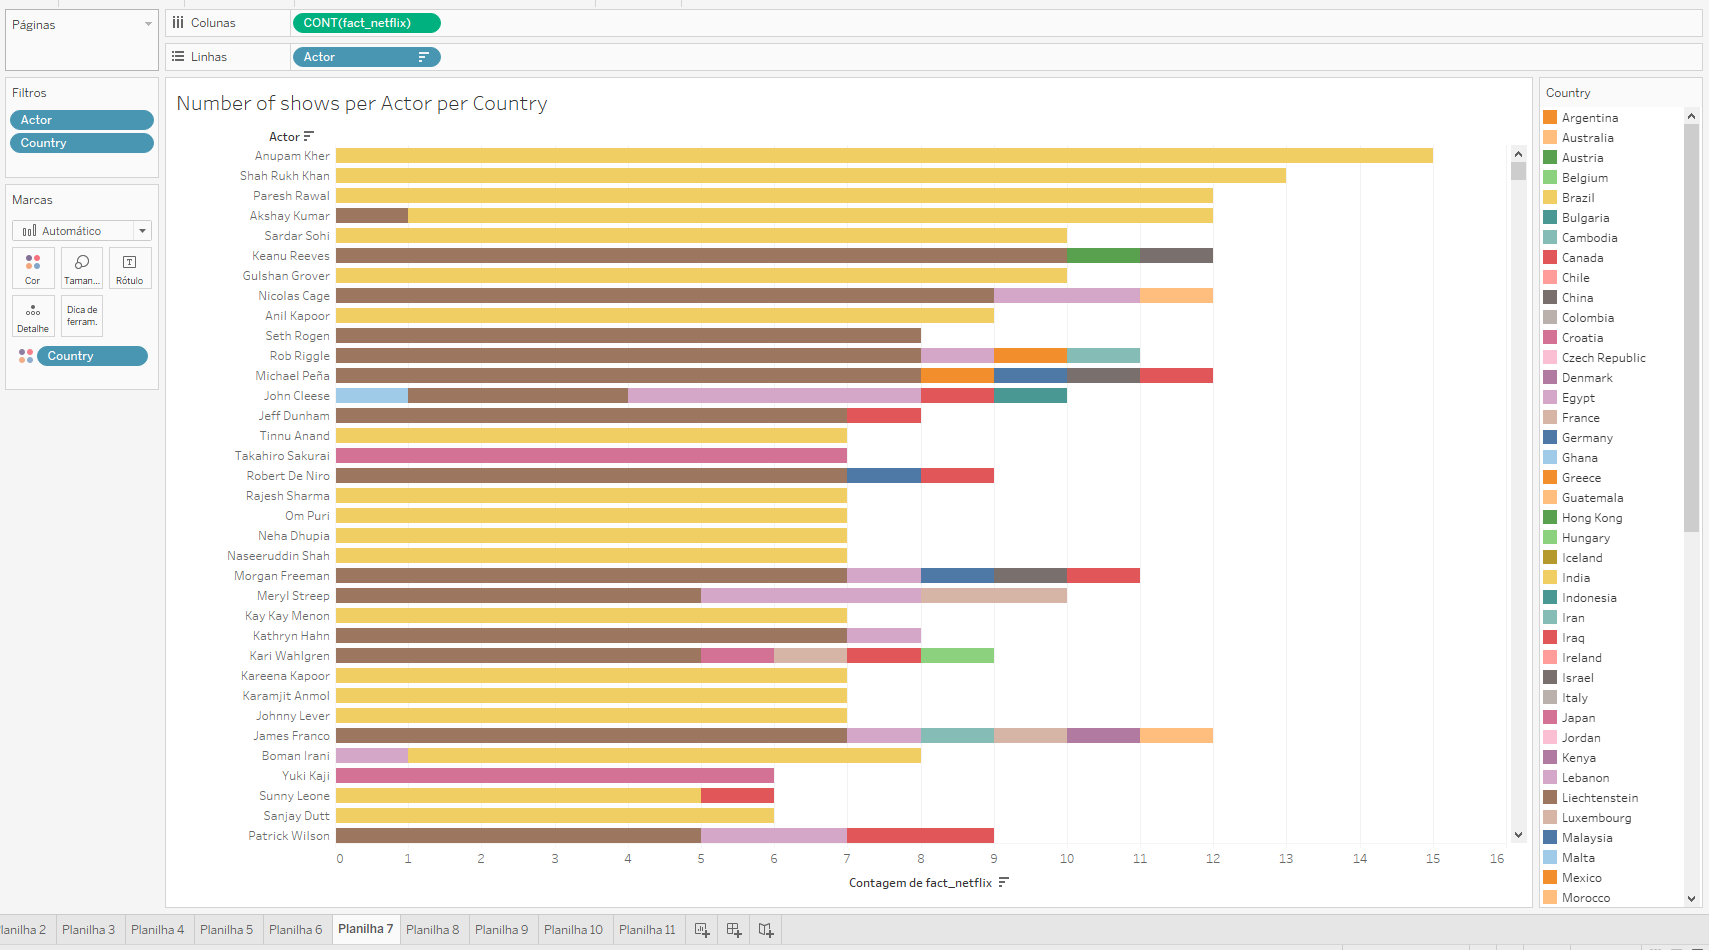 Páginas
Colunas
CONT(fact_netflix)
Linhas
Actor
Filtros
Actor
Country
Marcas
Automático
Cor
Taman...
Rótulo
Detalhe
Dica de
ferram.
Country
Number of shows per Actor per Country
Actor
Anupam Kher
Shah Rukh Khan
Paresh Rawal
Akshay Kumar
Sardar Sohi
Keanu Reeves
Gulshan Grover
Nicolas Cage
Anil Kapoor
Seth Rogen
Rob Riggle
Michael Peña
John Cleese
Jeff Dunham
Tinnu Anand
Takahiro Sakurai
Robert De Niro
Rajesh Sharma
Om Puri
Neha Dhupia
Naseeruddin Shah
Morgan Freeman
Meryl Streep
Kay Kay Menon
Kathryn Hahn
Kari Wahlgren
Kareena Kapoor
Karamjit Anmol
Johnny Lever
James Franco
Boman Irani
Yuki Kaji
Sunny Leone
Sanjay Dutt
Patrick Wilson
0 1 2 3 4 5 6 7 8 9 10 11 12 13 14 15 16
Contagem de fact_netflix
Country
Argentina
Australia
Austria
Belgium
Brazil
Bulgaria
Cambodia
Canada
Chile
China
Colombia
Croatia
Czech Republic
Denmark
Egypt
France
Germany
Ghana
Greece
Guatemala
Hong Kong
Hungary
Iceland
India
Indonesia
Iran
Iraq
Ireland
Israel
Italy
Japan
Jordan
Kenya
Lebanon
Liechtenstein
Luxembourg
Malaysia
Malta
Mexico
Morocco
lanilha 2 Planilha 3 Planilha 4 Planilha 5 Planilha 6 Planilha 7 Planilha 8 Planilha 9 Planilha 10 Planilha 11